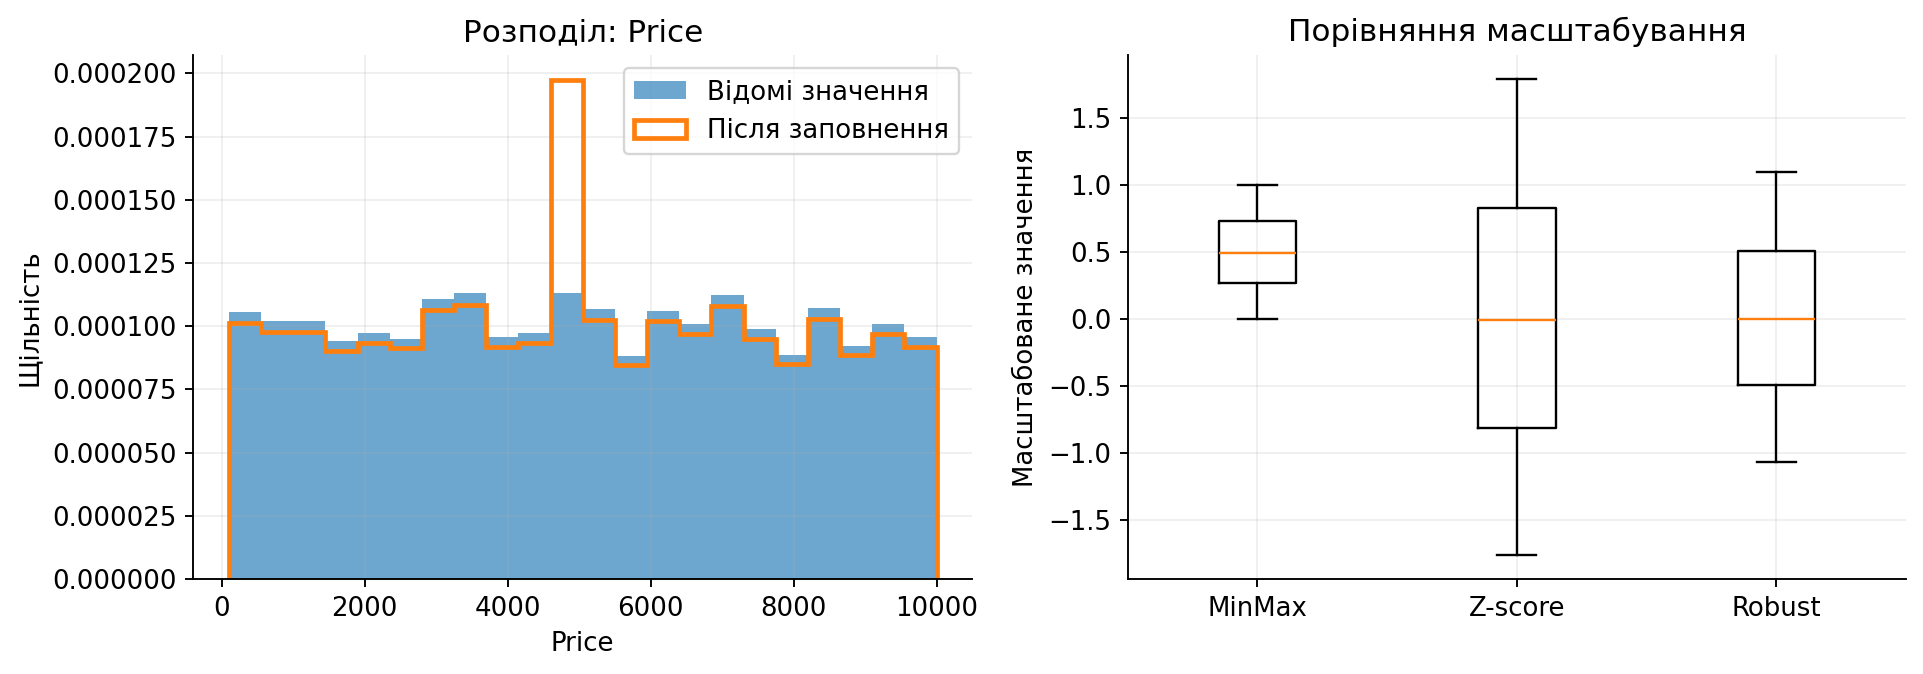 Розподіл: Price
Щільність
0.000200
0.000175
0.000150
0.000125
0.000100
0.000075
0.000050
0.000025
0.000000
Відомі значення
Після заповнення
0 2000 4000 6000 8000 10000
Price
Порівняння масштабування
Масштабоване значення
1.5
1.0
0.5
0.0
−0.5
−1.0
−1.5
MinMax Z-score Robust